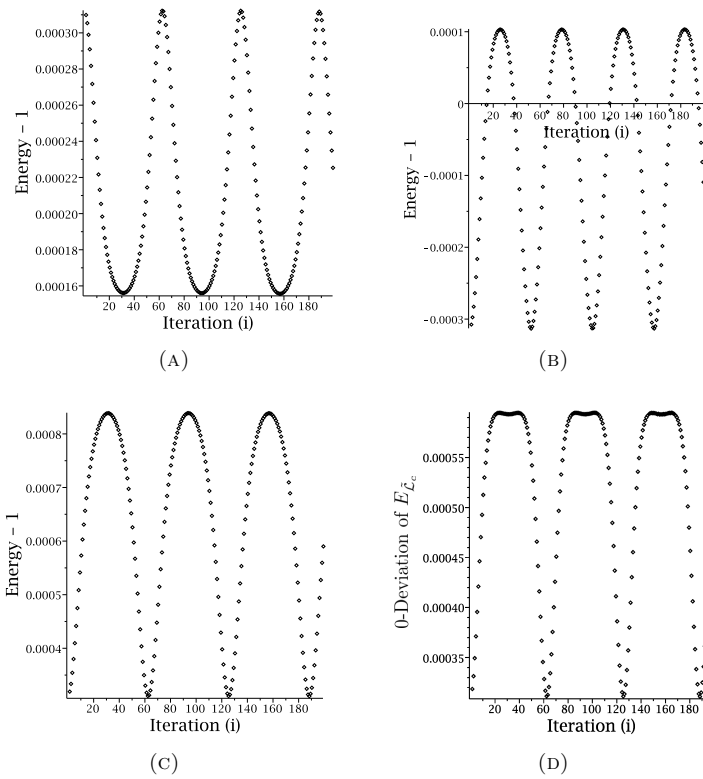 0.00030
0.00028
0.00026
0.00024
0.00022
0.00020
0.00018
0.00016
Energy – 1
20 40 60 80 100 120 140 160 180
Iteration (i)
(A)
0.0001
0
-0.0001
-0.0002
-0.0003
Energy – 1
20 40 60 80 100 120 140 160 180
Iteration (i)
(B)
0.0008
0.0007
0.0006
0.0005
0.0004
Energy – 1
20 40 60 80 100 120 140 160 180
Iteration (i)
(C)
0.00055
0.00050
0.00045
0.00040
0.00035
0-Deviation of E_{\tilde{\mathcal{L}}_c}
20 40 60 80 100 120 140 160 180
Iteration (i)
(D)